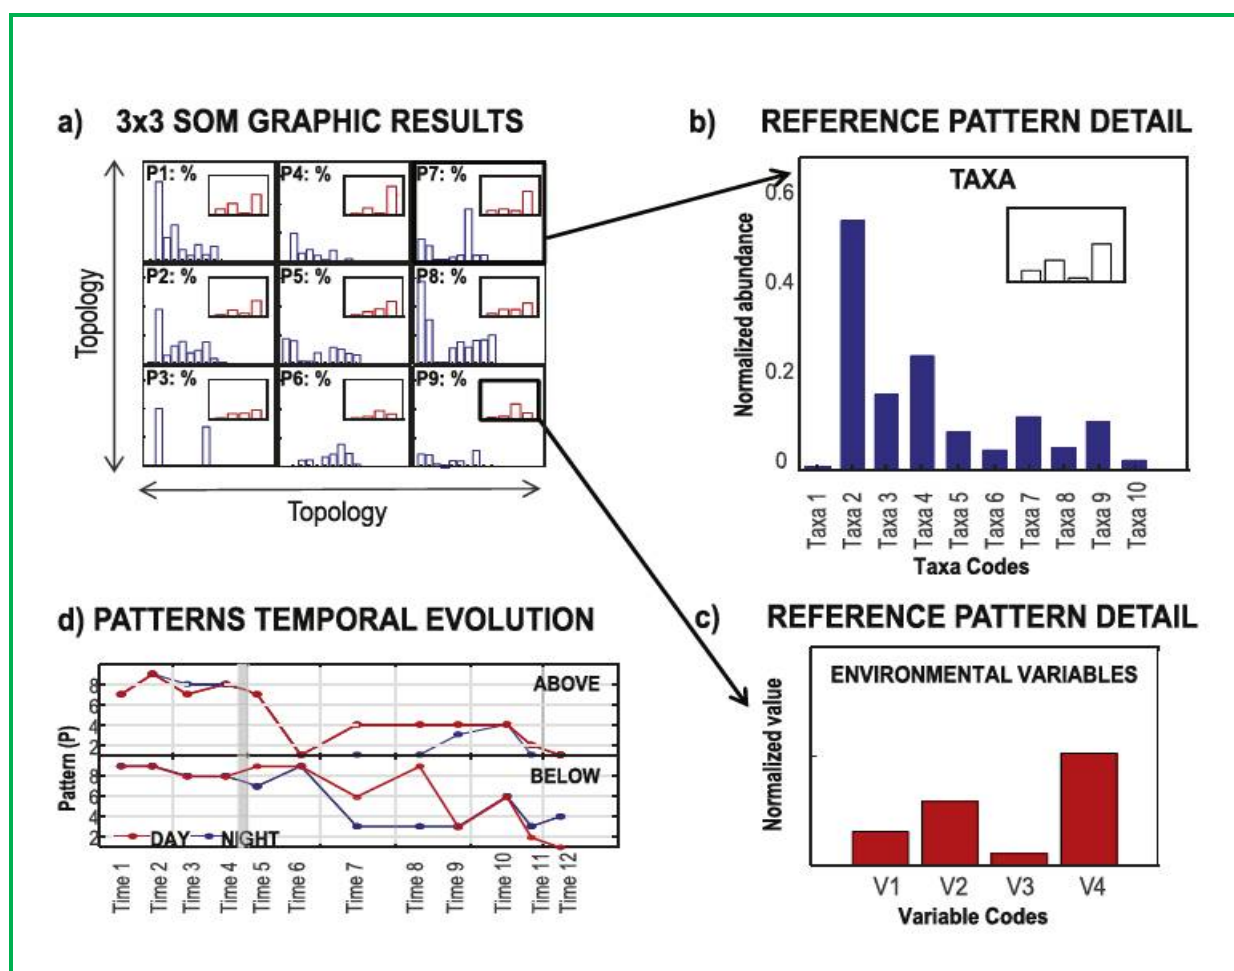 a) 3x3 SOM GRAPHIC RESULTS
P1: % P4: % P7: %
P2: % P5: % P8: %
P3: % P6: % P9: %
Topology
Topology
b) REFERENCE PATTERN DETAIL
TAXA
Normalized abundance
0.6
0.4
0.2
0
Taxa 1 Taxa 2 Taxa 3 Taxa 4 Taxa 5 Taxa 6 Taxa 7 Taxa 8 Taxa 9 Taxa 10
Taxa Codes
c) REFERENCE PATTERN DETAIL
ENVIRONMENTAL VARIABLES
Normalized value
V1 V2 V3 V4
Variable Codes
d) PATTERNS TEMPORAL EVOLUTION
Pattern (P)
8
6
4
2
ABOVE
8
6
4
2
BELOW
DAY NIGHT
Time 1 Time 2 Time 3 Time 4 Time 5 Time 6 Time 7 Time 8 Time 9 Time 10 Time 11 Time 12